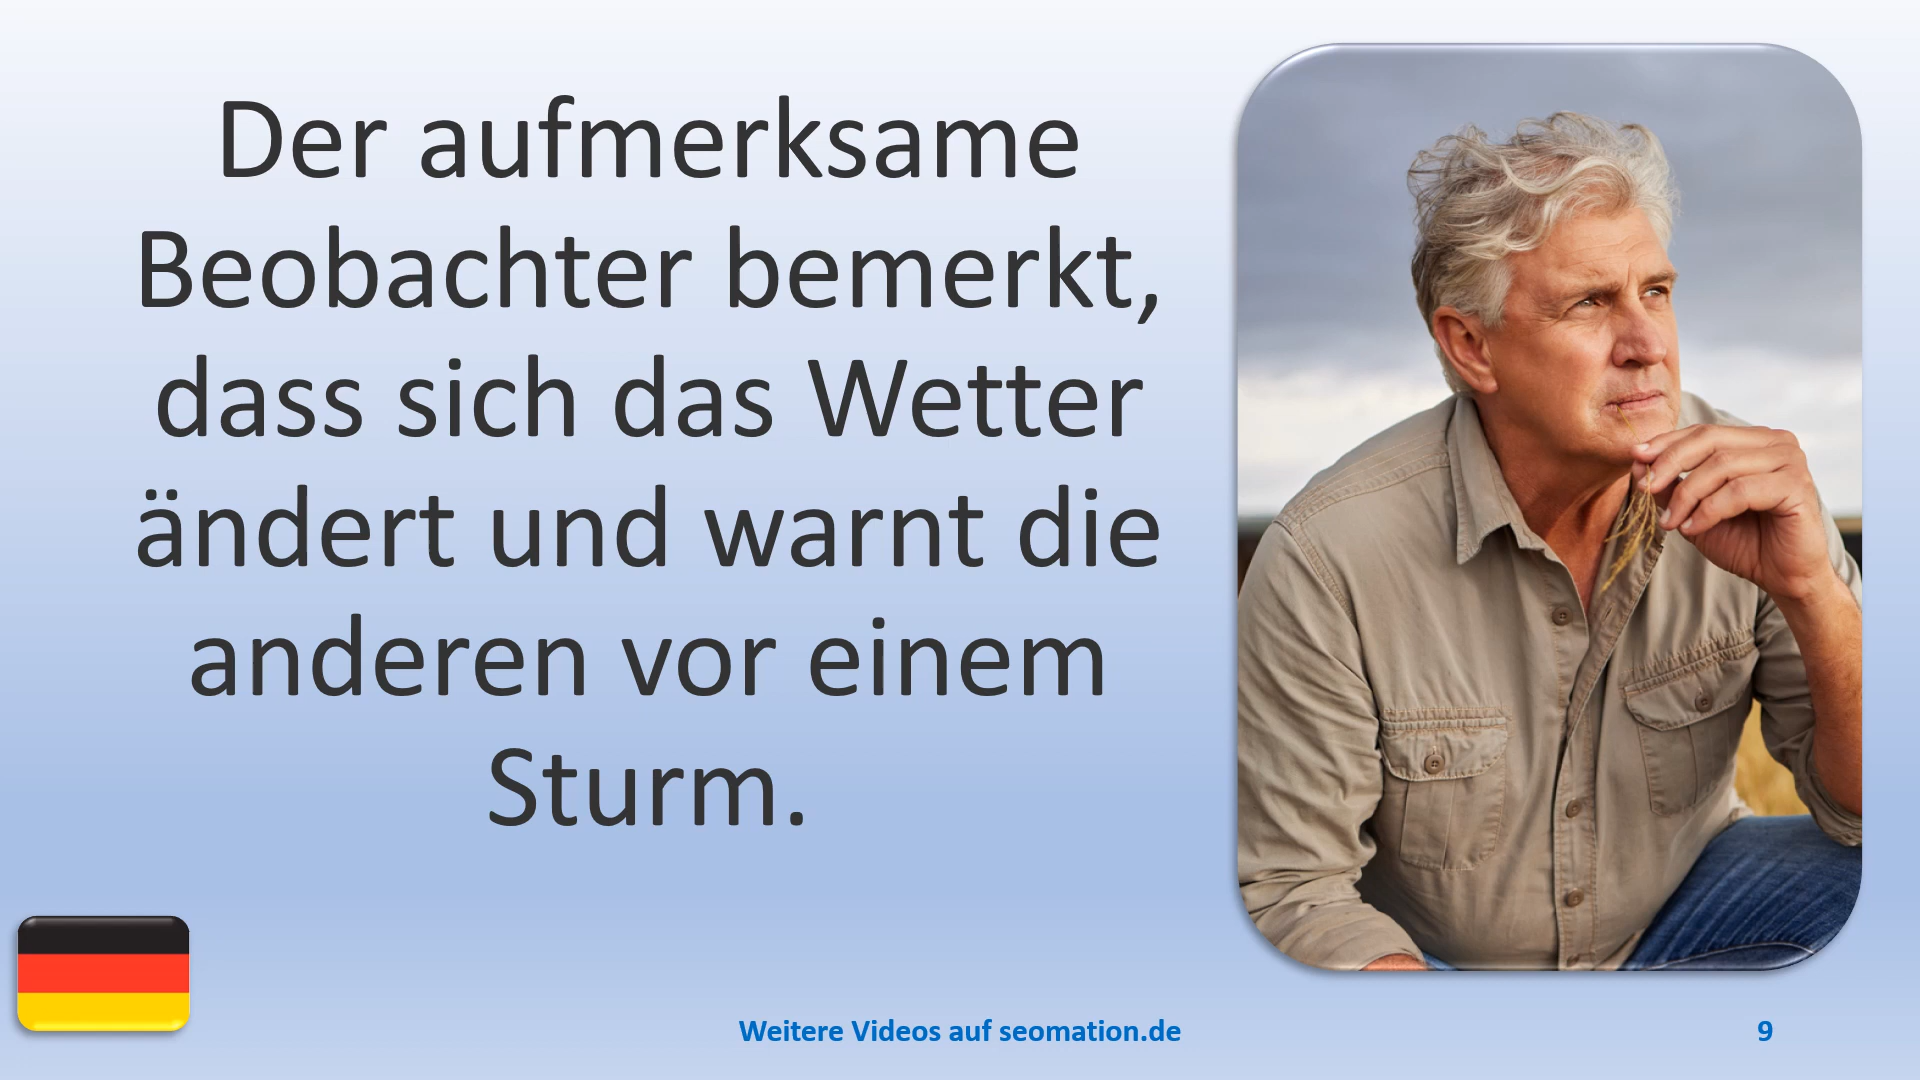 Der aufmerksame
Beobachter bemerkt,
dass sich das Wetter
ändert und warnt die
anderen vor einem
Sturm.
Weitere Videos auf seomation.de
9